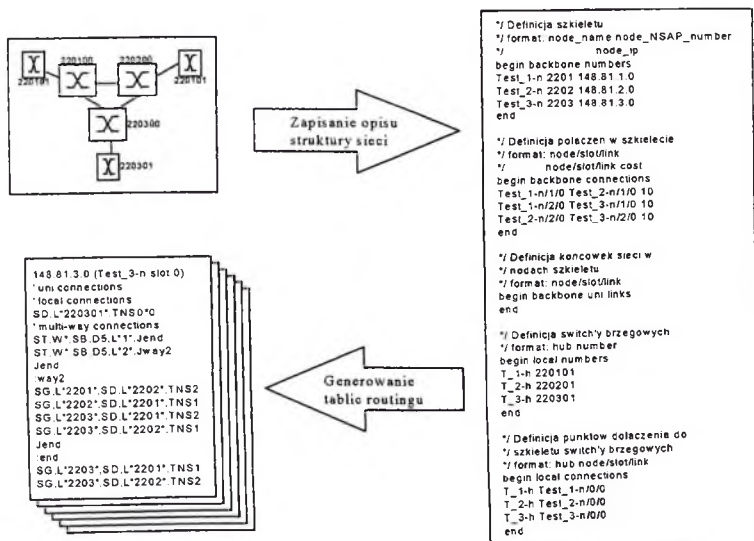 220100
220200
220101
220101
220300
220301
Zapisanie opisu
struktury sieci
*/ Definicja szkieletu
*/ format: node_name node_NSAP_number
*/ node_ip
begin backbone numbers
Test_1-n 2201 148.81.1.0
Test_2-n 2202 148.81.2.0
Test_3-n 2203 148.81.3.0
end
*/ Definicja polaczen w szkielecie
*/ format: node/slot/link
*/ node/slot/link cost
begin backbone connections
Test_1-n/1/0 Test_2-n/1/0 10
Test_1-n/2/0 Test_3-n/1/0 10
Test_2-n/2/0 Test_3-n/2/0 10
end
*/ Definicja koncowek sieci w
*/ nodach szkieletu
*/ format: node/slot/link
begin backbone uni links
end
*/ Definicja switch'y brzegowych
*/ format: hub number
begin local numbers
T_1-h 220101
T_2-h 220201
T_3-h 220301
end
*/ Definicja punktow dolaczenia do
*/ szkieletu switch'y brzegowych
*/ format: hub node/slot/link
begin local connections
T_1-h Test_1-n/0/0
T_2-h Test_2-n/0/0
T_3-h Test_3-n/0/0
end
Generowanie
tablic routingu
148.81.3.0 (Test_3-n slot 0)
' uni connections
' local connections
SD,L"220301",TNS0*0
' multi-way connections
ST,W*,SB,D5,L"1",Jend
ST,W*,SB,D5,L"2",Jway2
Jend
:way2
SG,L"2201",SD,L"2202",TNS2
SG,L"2202",SD,L"2201",TNS1
SG,L"2203",SD,L"2201",TNS2
SG,L"2203",SD,L"2202",TNS1
Jend
:end
SG,L"2203",SD,L"2201",TNS1
SG,L"2203",SD,L"2202",TNS2